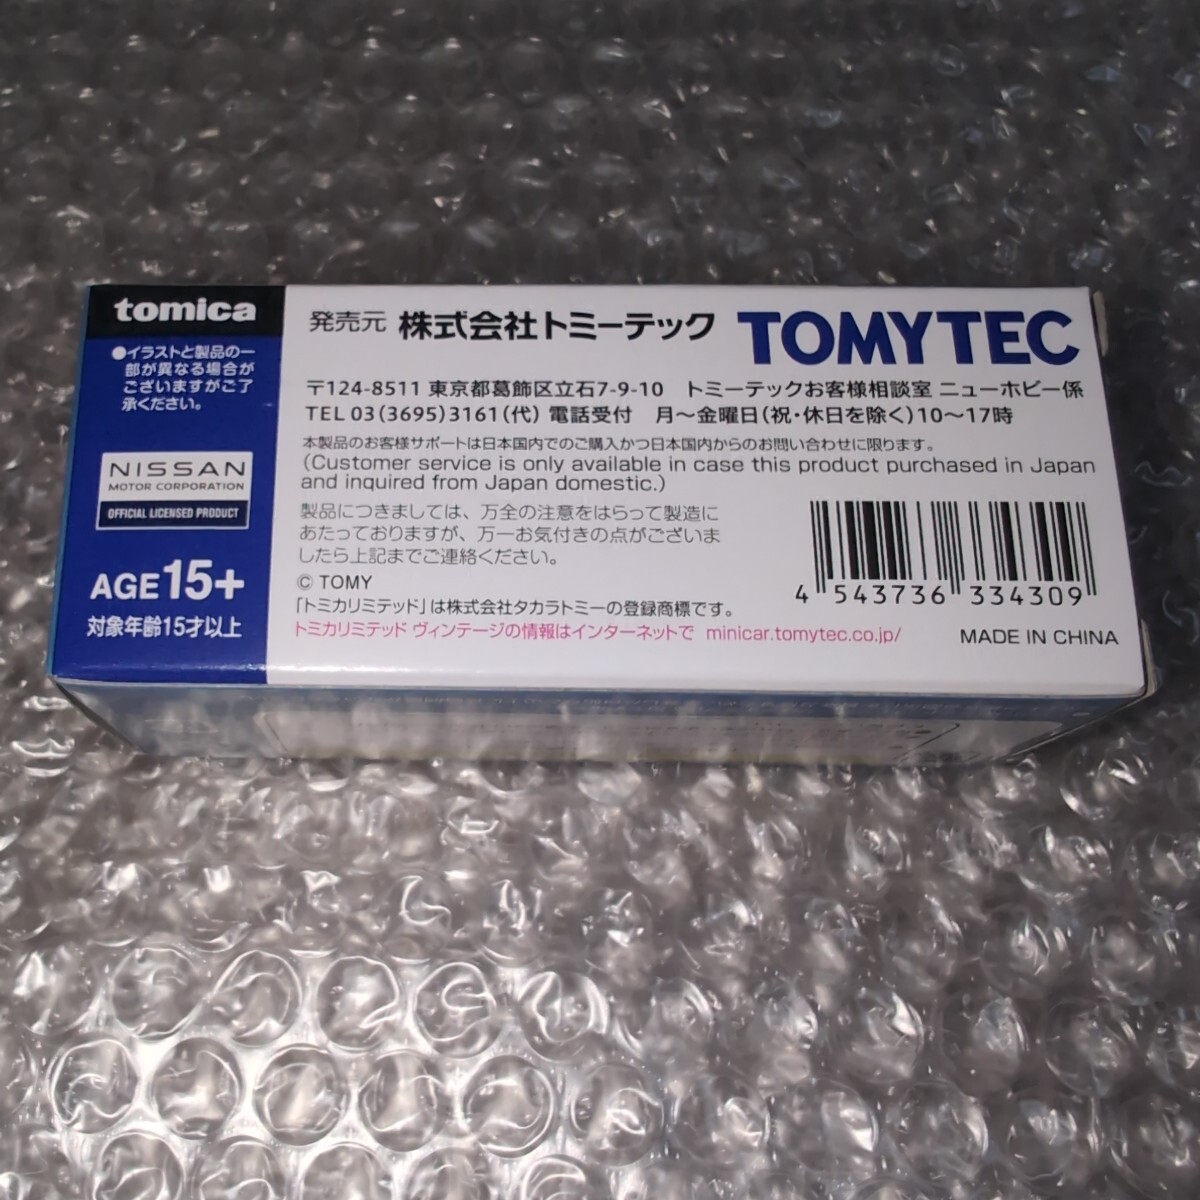 tomica
●イラストと製品の一
部が異なる場合が
ございますがご了
承ください。
NISSAN
MOTOR CORPORATION
OFFICIAL LICENSED PRODUCT
AGE 15+
対象年齢15才以上
発売元 株式会社トミーテック TOMYTEC
〒124-8511 東京都葛飾区立石7-9-10 トミーテックお客様相談室 ニューホビー係
TEL 03(3695)3161(代) 電話受付 月〜金曜日(祝・休日を除く)10〜17時
本製品のお客様サポートは日本国内でのご購入かつ日本国内からのお問い合わせに限ります。
(Customer service is only available in case this product purchased in Japan
and inquired from Japan domestic.)
製品につきましては、万全の注意をはらって製造に
あたっておりますが、万一お気付きの点がございま
したら上記までご連絡ください。
© TOMY
「トミカリミテッド」は株式会社タカラトミーの登録商標です。
トミカリミテッド ヴィンテージの情報はインターネットで minicar.tomytec.co.jp/
4 543736 334309
MADE IN CHINA